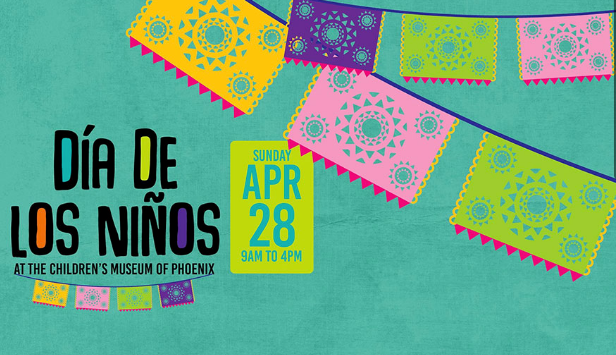 DÍA DE
LOS NIÑOS
AT THE CHILDREN'S MUSEUM OF PHOENIX
SUNDAY
APR
28
9AM TO 4PM